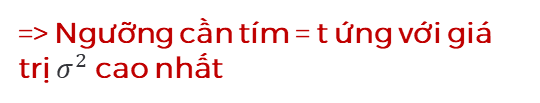 => Ngưỡng cần tím = t ứng với giá
trị σ² cao nhất